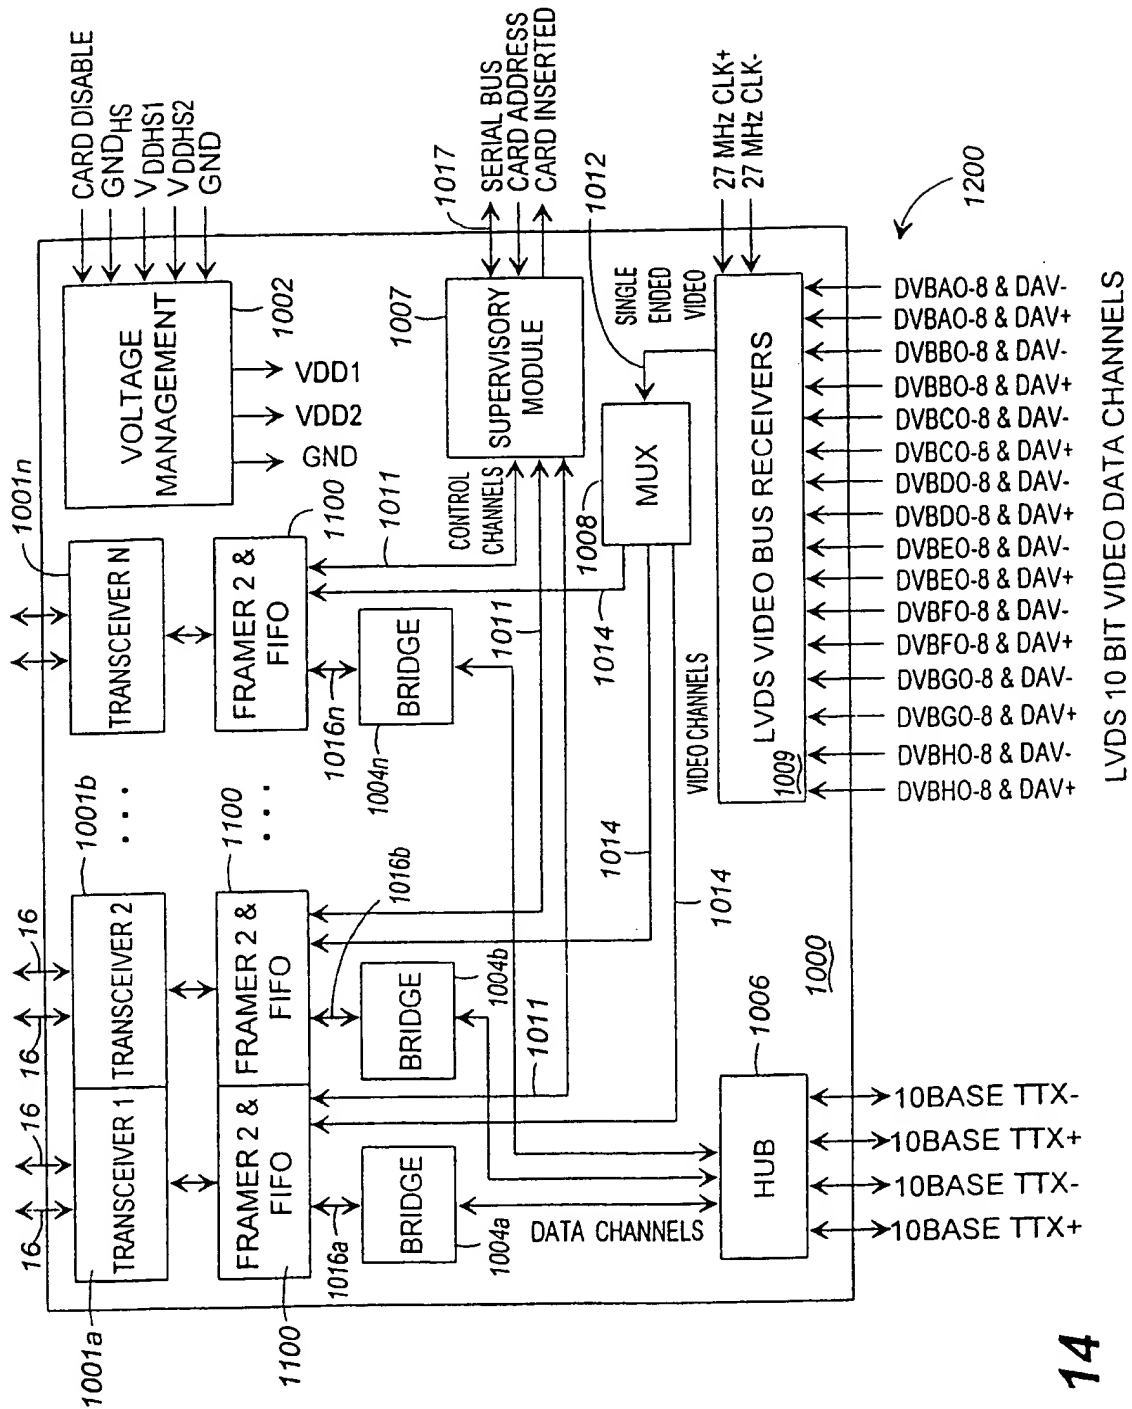 CARD DISABLE
GNDHS
VDDHS1
VDDHS2
GND
VOLTAGE
MANAGEMENT
1002
VDD1
VDD2
GND
1017
SERIAL BUS
CARD ADDRESS
CARD INSERTED
1007
SUPERVISORY
MODULE
CONTROL
CHANNELS
1012
SINGLE
ENDED
VIDEO
27 MHz CLK+
27 MHz CLK-
1200
1001n
TRANSCEIVER N
1100
FRAMER 2 &
FIFO
1011
1016n
BRIDGE
1004n
1011
1014
1008
MUX
VIDEO CHANNELS
LVDS VIDEO BUS RECEIVERS
1009
DVBAO-8 & DAV-
DVBAO-8 & DAV+
DVBBO-8 & DAV-
DVBBO-8 & DAV+
DVBCO-8 & DAV-
DVBCO-8 & DAV+
DVBDO-8 & DAV-
DVBDO-8 & DAV+
DVBEO-8 & DAV-
DVBEO-8 & DAV+
DVBFO-8 & DAV-
DVBFO-8 & DAV+
DVBGO-8 & DAV-
DVBGO-8 & DAV+
DVBHO-8 & DAV-
DVBHO-8 & DAV+
LVDS 10 BIT VIDEO DATA CHANNELS
1001b
. . .
16
16
TRANSCEIVER 2
1100
. . .
FRAMER 2 &
FIFO
1016b
BRIDGE
1004b
1014
1014
1011
16
16
TRANSCEIVER 1
1001a
FRAMER 2 &
FIFO
1100
1016a
BRIDGE
1004a
DATA CHANNELS
HUB
1006
1000
10BASE TTX-
10BASE TTX+
10BASE TTX-
10BASE TTX+
14